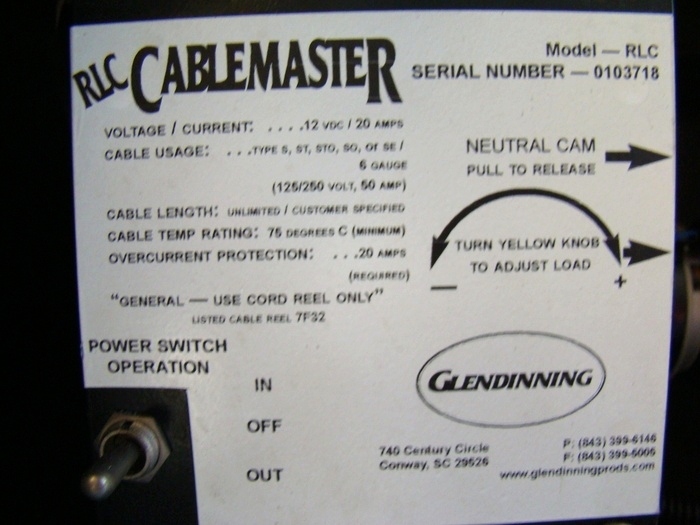 RLC CABLEMASTER
Model — RLC
SERIAL NUMBER — 0103718
VOLTAGE / CURRENT: . . . .12 VDC / 20 AMPS
CABLE USAGE: . . .TYPE S, ST, STO, SO, Of SE /
6 GAUGE
(125/250 VOLT, 50 AMP)
CABLE LENGTH: UNLIMITED / CUSTOMER SPECIFIED
CABLE TEMP RATING: 75 DEGREES C (MINIMUM)
OVERCURRENT PROTECTION: . . .20 AMPS
(REQUIRED)
"GENERAL — USE CORD REEL ONLY"
LISTED CABLE REEL 7F32
NEUTRAL CAM
PULL TO RELEASE
TURN YELLOW KNOB
TO ADJUST LOAD
— +
POWER SWITCH
OPERATION
IN
OFF
OUT
GLENDINNING
740 Century Circle
Conway, SC 29526
P: (843) 399-6146
F: (843) 399-5005
www.glendinningprods.com